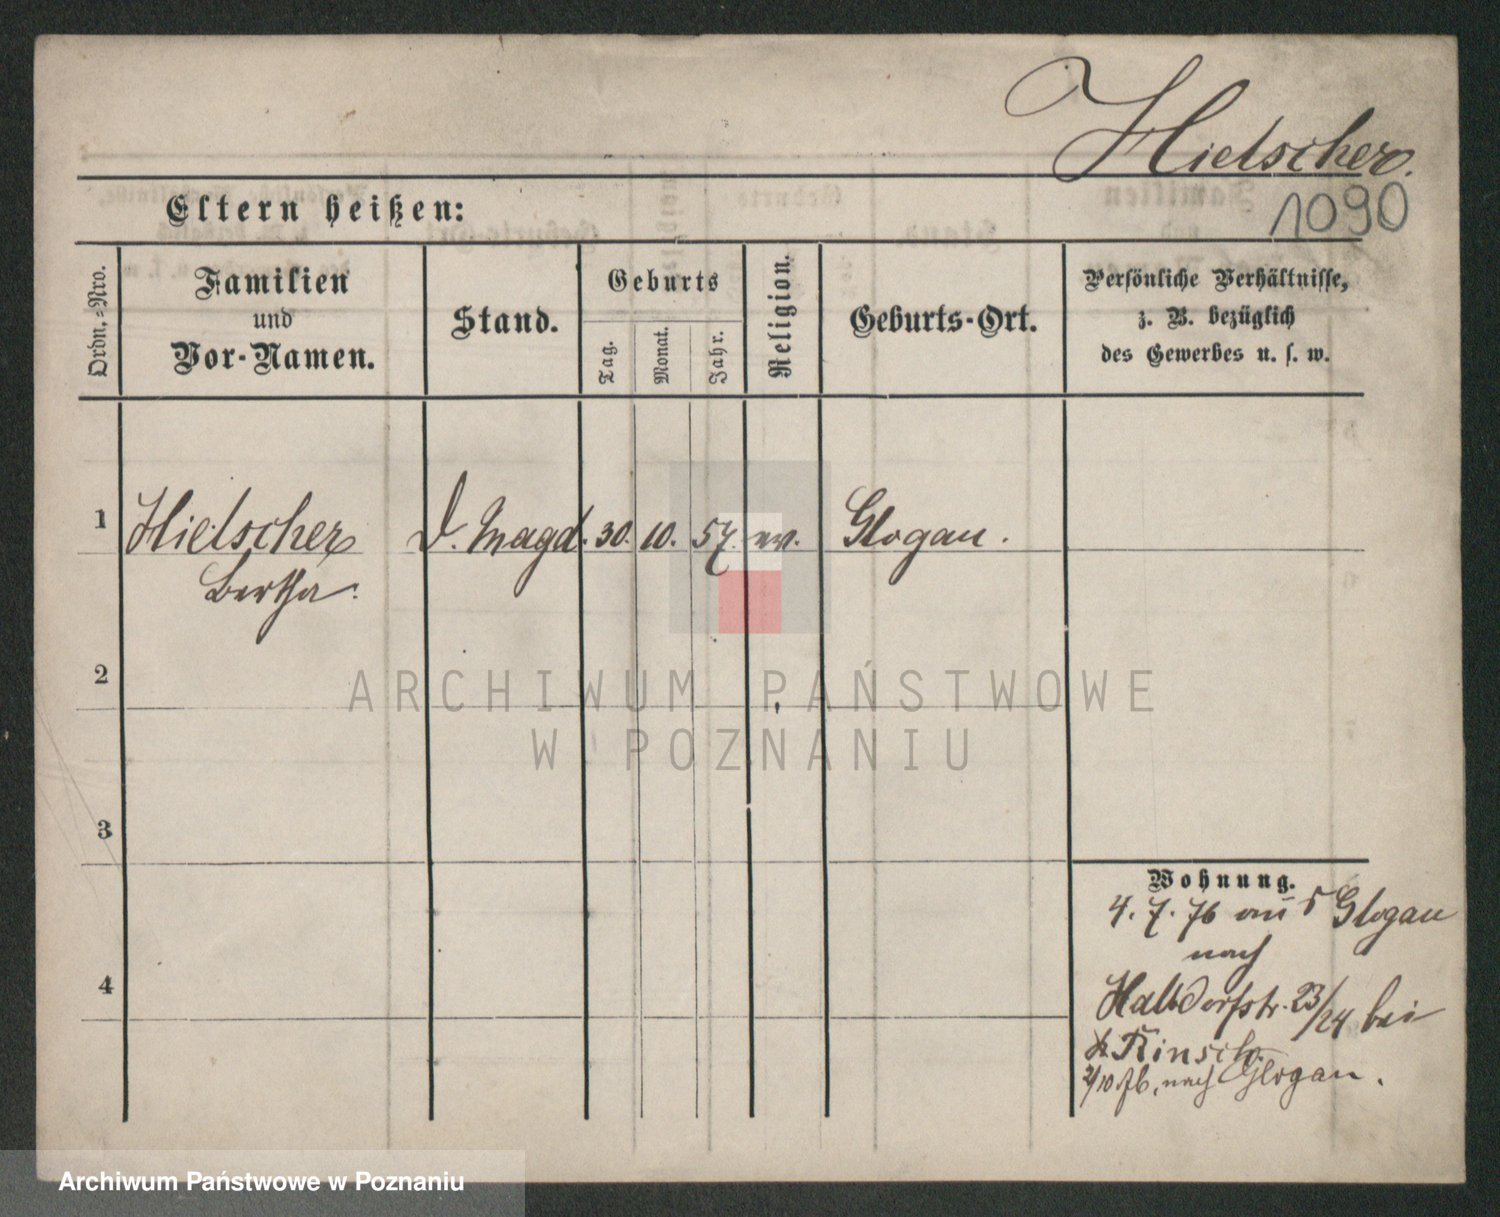 Hielscher.
1090
Eltern heißen:
Ordn.-Nro.
Familien
und
Vor-Namen.
Stand.
Geburts
Tag.
Monat.
Jahr.
Religion.
Geburts-Ort.
Persönliche Verhältnisse,
z. B. bezüglich
des Gewerbes u. s. w.
1 Hielscher D. Magd. 30. 10. 57. ev. Glogau.
Bertha.
2
ARCHIWUM PAŃSTWOWE
W POZNANIU
3
4
Wohnung.
4. 7. 76 aus Glogau
nach
Halbdorfstr. 23/24 bei
2/10 76. nach Glogau.
Archiwum Państwowe w Poznaniu